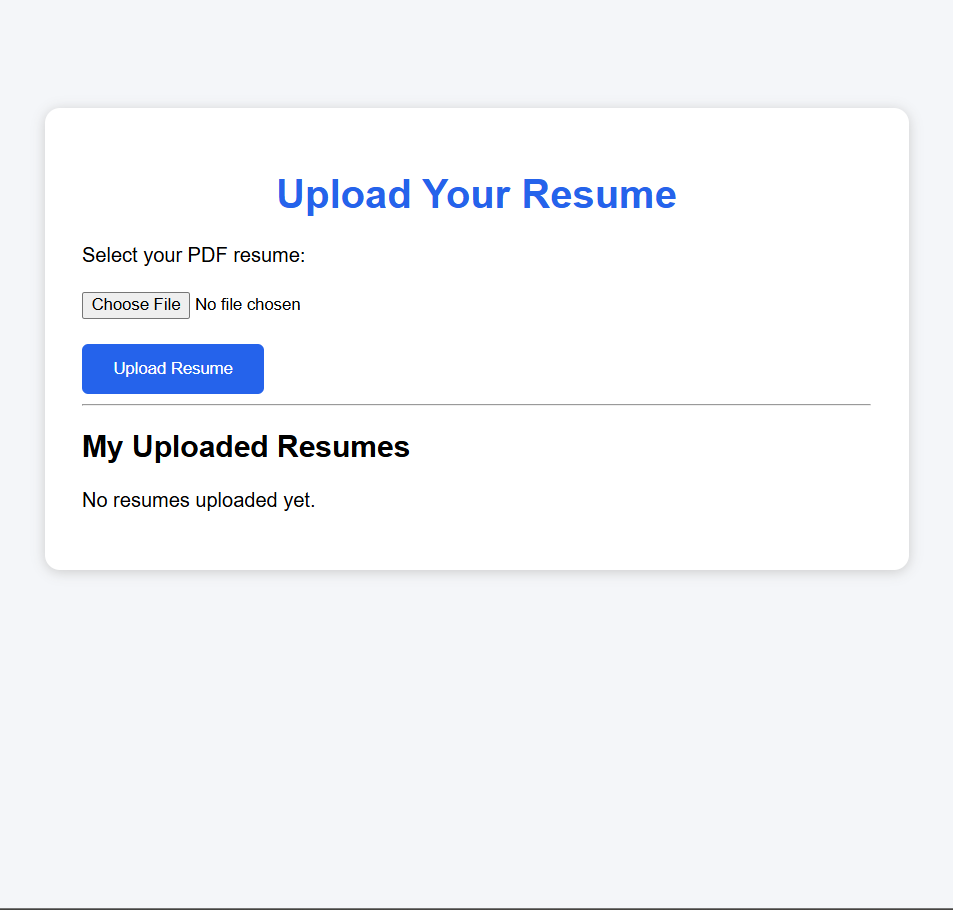 Upload Your Resume
Select your PDF resume:
Choose File No file chosen
Upload Resume
My Uploaded Resumes
No resumes uploaded yet.